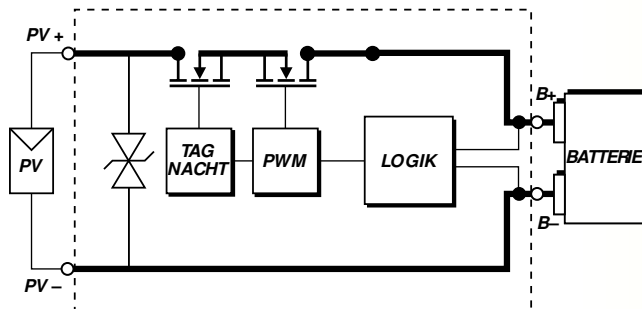 PV +
B+
PV
TAG
NACHT
PWM
LOGIK
BATTERIE
B–
PV –